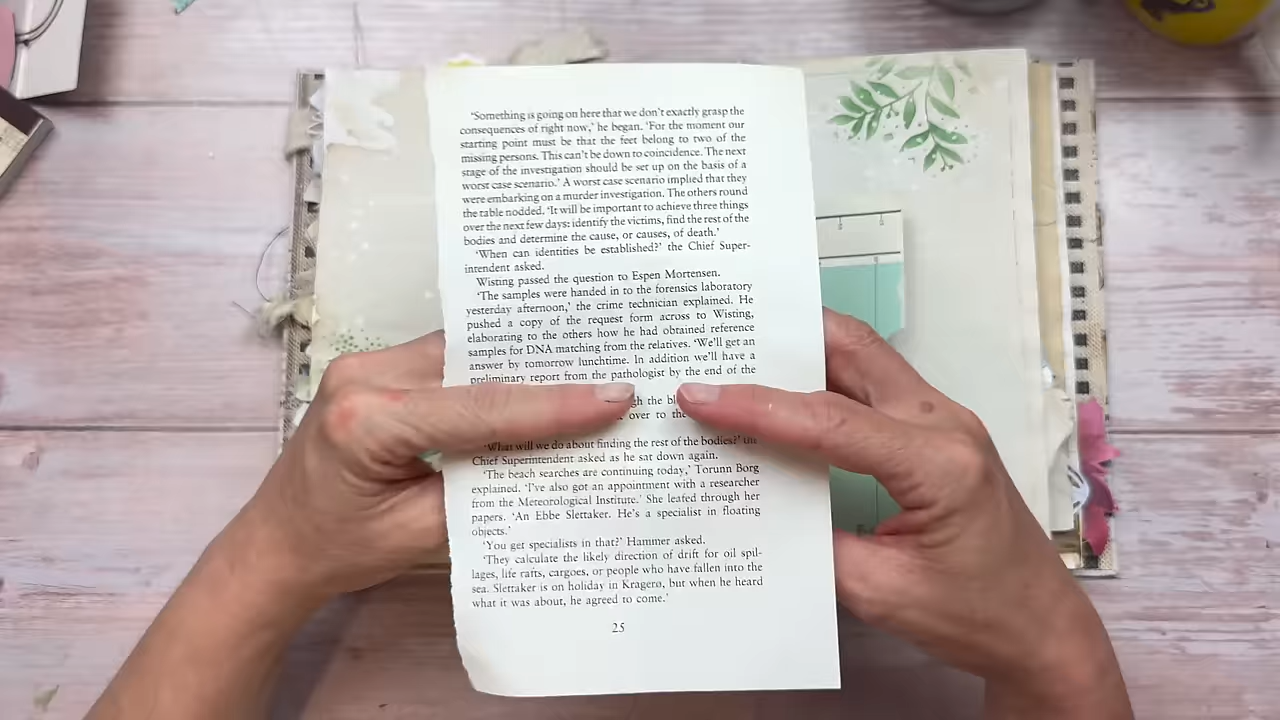 'Something is going on here that we don't exactly grasp the
consequences of right now,' he began. 'For the moment our
starting point must be that the feet belong to two of the
missing persons. This can't be down to coincidence. The next
stage of the investigation should be set up on the basis of a
worst case scenario.' A worst case scenario implied that they
were embarking on a murder investigation. The others round
the table nodded. 'It will be important to achieve three things
over the next few days: identify the victims, find the rest of the
bodies and determine the cause, or causes, of death.'
'When can identities be established?' the Chief Super-
intendent asked.
Wisting passed the question to Espen Mortensen.
'The samples were handed in to the forensics laboratory
yesterday afternoon,' the crime technician explained. He
pushed a copy of the request form across to Wisting,
elaborating to the others how he had obtained reference
samples for DNA matching from the relatives. 'We'll get an
answer by tomorrow lunchtime. In addition we'll have a
preliminary report from the pathologist by the end of the
the
over to the
'What will we do about finding the rest of the bodies?' the
Chief Superintendent asked as he sat down again.
'The beach searches are continuing today,' Torunn Borg
explained. 'I've also got an appointment with a researcher
from the Meteorological Institute.' She leafed through her
papers. 'An Ebbe Slettaker. He's a specialist in floating
objects.'
'You get specialists in that?' Hammer asked.
'They calculate the likely direction of drift for oil spil-
lages, life rafts, cargoes, or people who have fallen into the
sea. Slettaker is on holiday in Kragerø, but when he heard
what it was about, he agreed to come.'
25